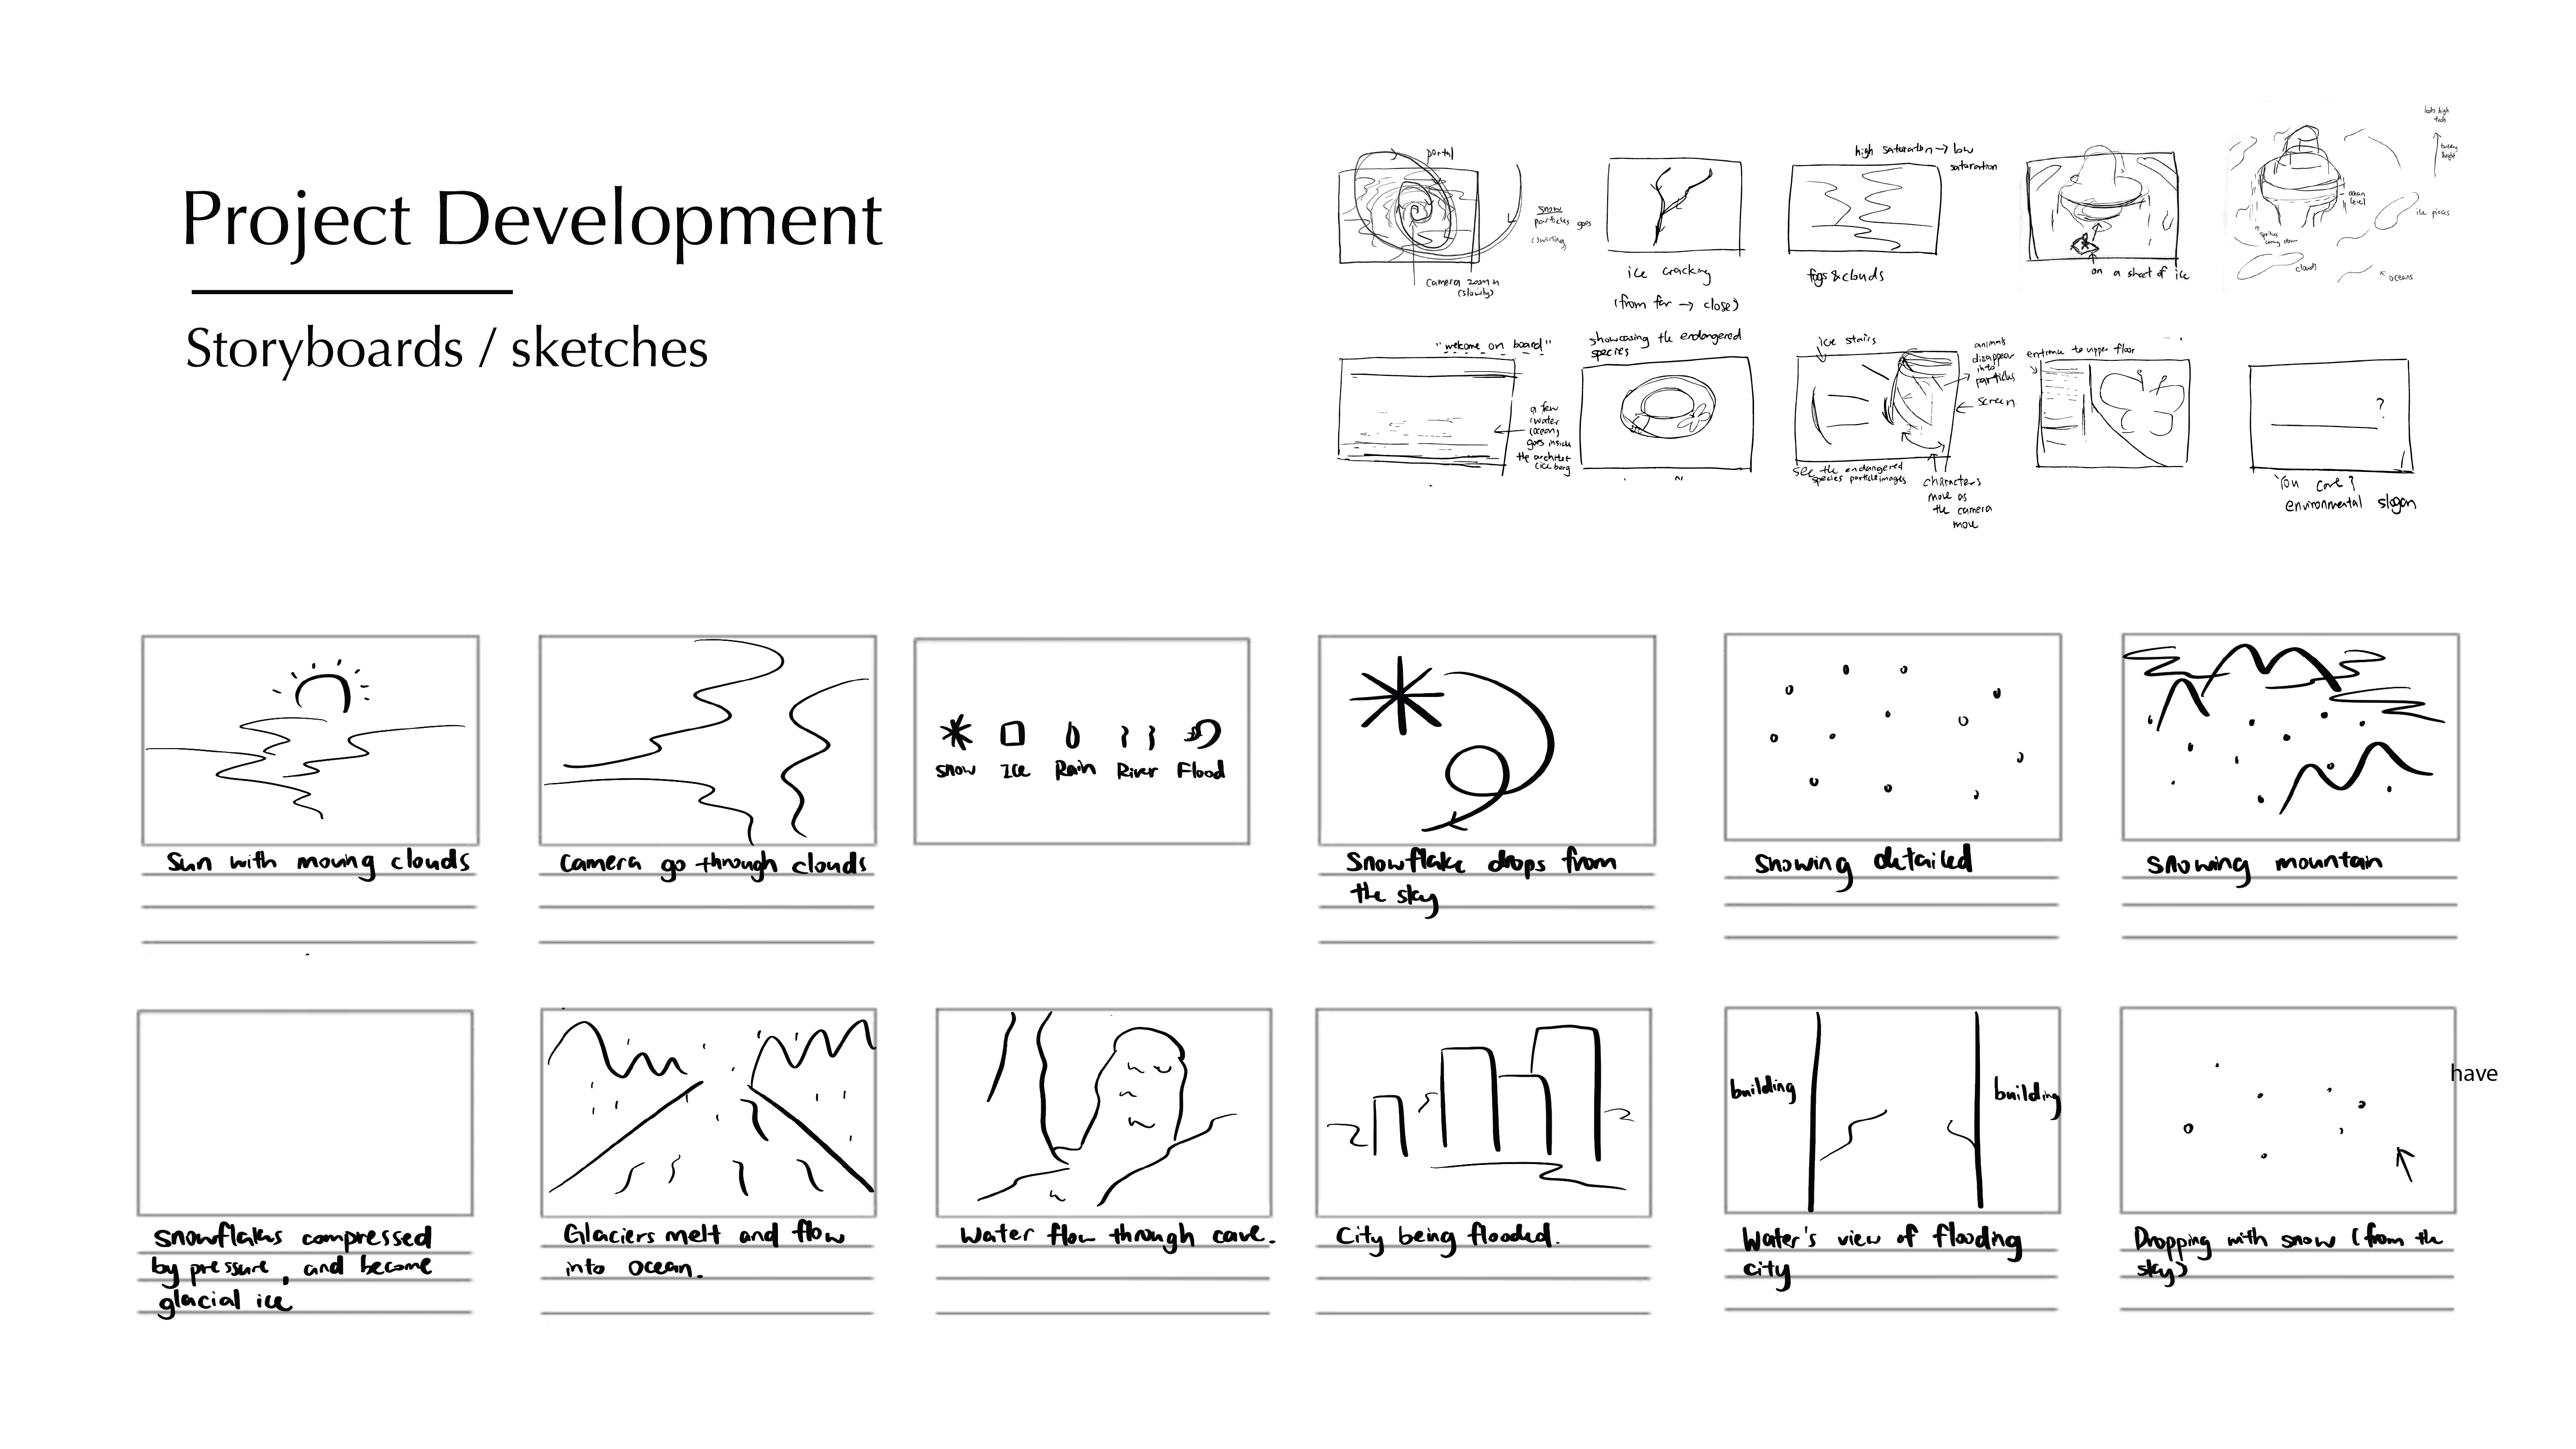 Project Development
Storyboards / sketches
portal
snow
particles goes
swirling
camera zoom in
(slowly)
ice cracking
(from far → close)
high saturation → low
saturation
fogs & clouds
on a sheet of ice
looks high
tech
building
height
ocean
level
ice pieces
clouds
oceans
"welcome on board"
a few
water
(ocean)
goes inside
the architect
(ice berg
showcasing the endangered
species
ice stairs
animals
disappear
into
particles
screen
see the endangered
species particle images
characters
move as
the camera
move
entrance to upper floor
?
You care?
environmental slogan
Sun with moving clouds
Camera go through clouds
snow Ice Rain River Flood
Snowflake drops from
the sky
Snowing detailed
Snowing mountain
Snowflakes compressed
by pressure, and become
glacial ice
Glaciers melt and flow
into ocean.
Water flow through cave.
City being flooded.
building
building
Water's view of flooding
city
have
Dropping with snow (from the
sky)